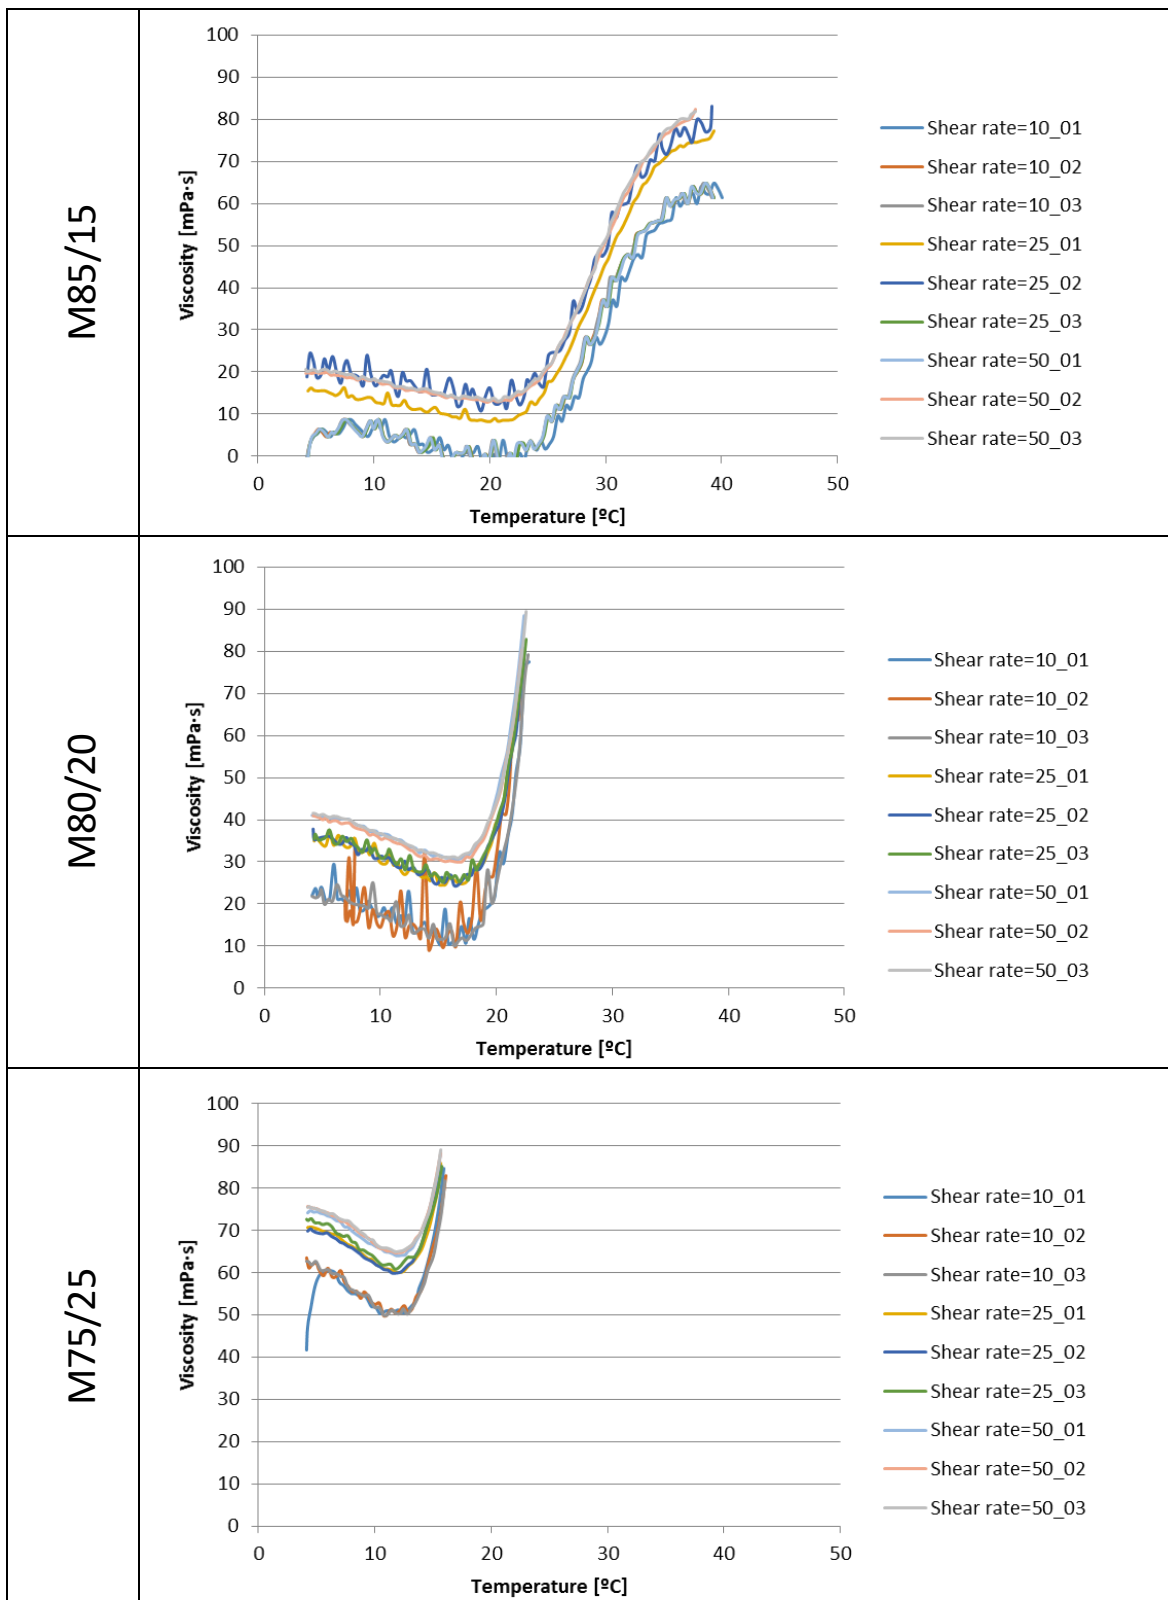 M85/15
100
90
80
70
60
50
40
30
20
10
0
Viscosity [mPa·s]
0 10 20 30 40 50
Temperature [ºC]
Shear rate=10_01
Shear rate=10_02
Shear rate=10_03
Shear rate=25_01
Shear rate=25_02
Shear rate=25_03
Shear rate=50_01
Shear rate=50_02
Shear rate=50_03
M80/20
100
90
80
70
60
50
40
30
20
10
0
Viscosity [mPa·s]
0 10 20 30 40 50
Temperature [ºC]
Shear rate=10_01
Shear rate=10_02
Shear rate=10_03
Shear rate=25_01
Shear rate=25_02
Shear rate=25_03
Shear rate=50_01
Shear rate=50_02
Shear rate=50_03
M75/25
100
90
80
70
60
50
40
30
20
10
0
Viscosity [mPa·s]
0 10 20 30 40 50
Temperature [ºC]
Shear rate=10_01
Shear rate=10_02
Shear rate=10_03
Shear rate=25_01
Shear rate=25_02
Shear rate=25_03
Shear rate=50_01
Shear rate=50_02
Shear rate=50_03